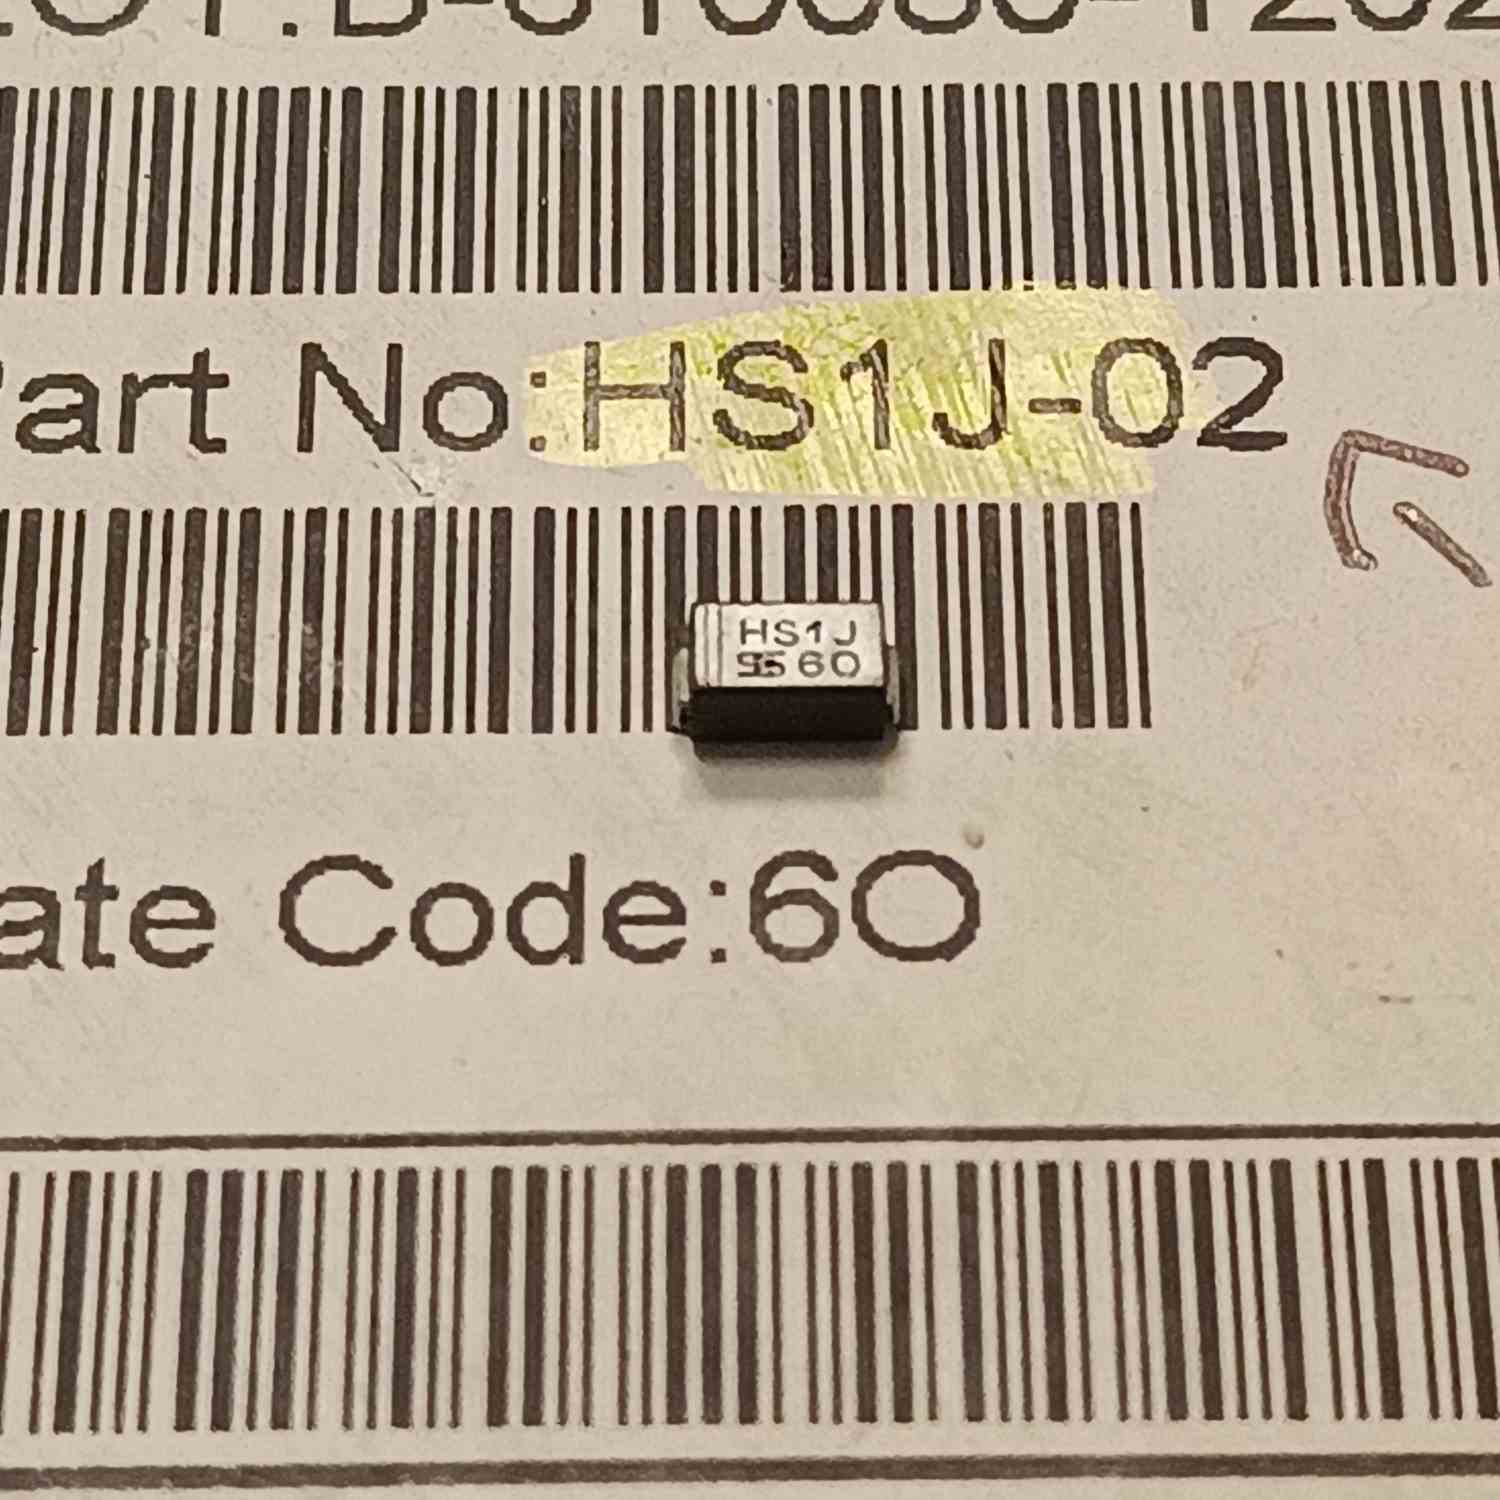 Part No:HS1J-02
HS1J
60
Date Code:6O